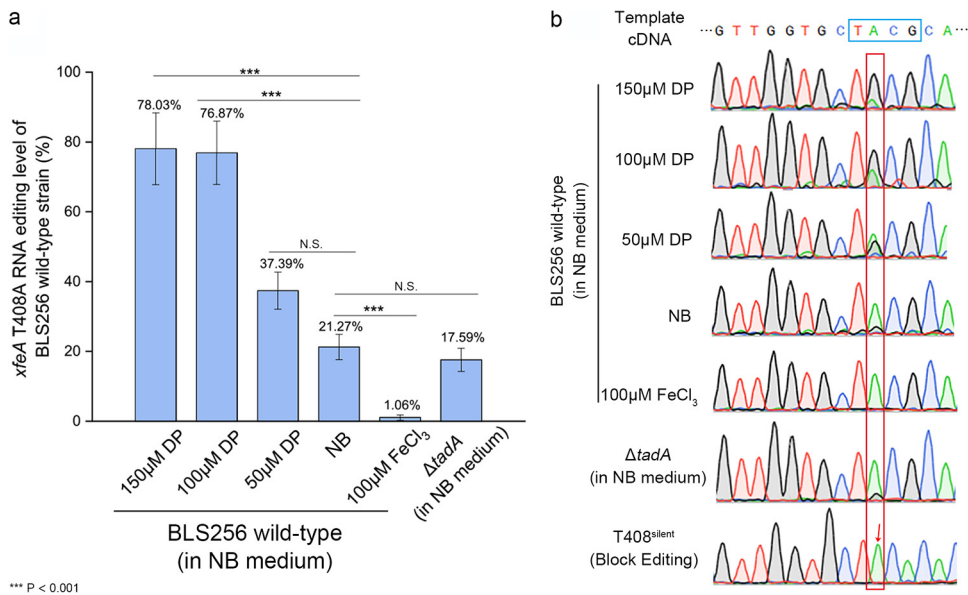 a
xfeA T408A RNA editing level of
BLS256 wild-type strain (%)
100
80
60
40
20
0
***
***
78.03%
76.87%
N.S.
37.39%
N.S.
***
21.27%
1.06%
17.59%
150μM DP
100μM DP
50μM DP
NB
100μM FeCl3
ΔtadA
(in NB medium)
BLS256 wild-type
(in NB medium)
*** P < 0.001
b
Template
cDNA
···G T T G G T G C T A C G C A···
BLS256 wild-type
(in NB medium)
150μM DP
100μM DP
50μM DP
NB
100μM FeCl3
ΔtadA
(in NB medium)
T408silent
(Block Editing)